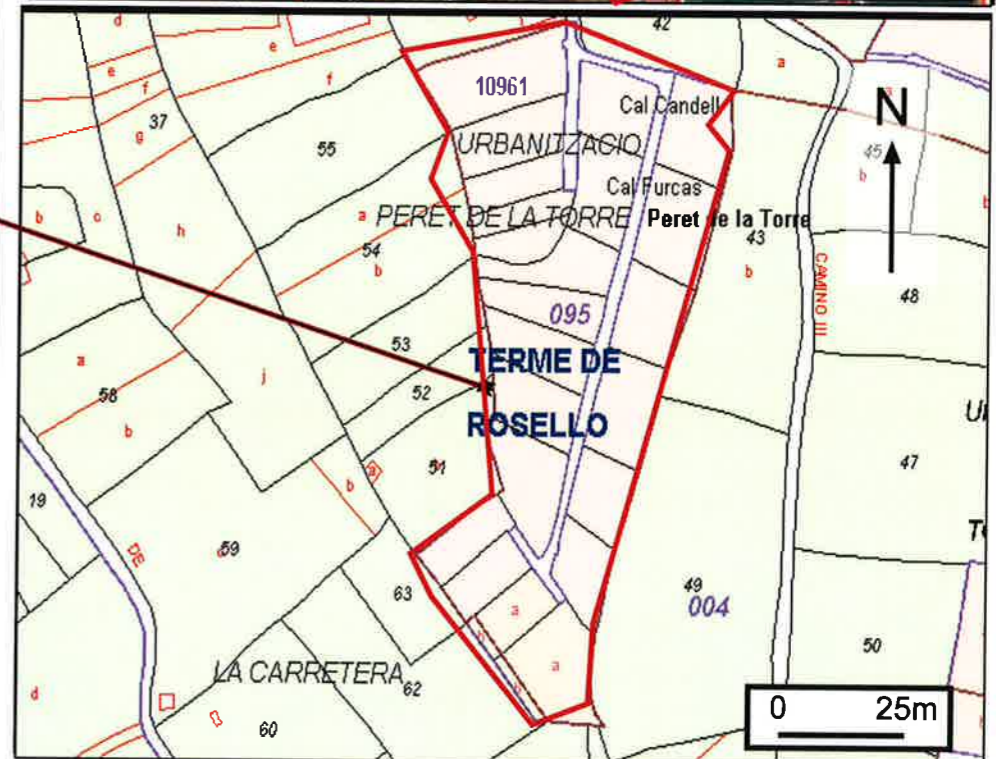 42
d
e
e
f
f
a
a
N
10961
Cal Candell
37
g
55
URBANITZACIO
45
b
Cal Furcas
b
c
a
PERET DE LA TORRE
Peret de la Torre
b
h
54
b
43
b
CAMINO III
48
095
53
TERME DE
a
j
52
58
ROSELLO
b
47
51
a
b
19
DE
59
49
004
63
a
50
b
a
LA CARRETERA
62
d
60
0 25m